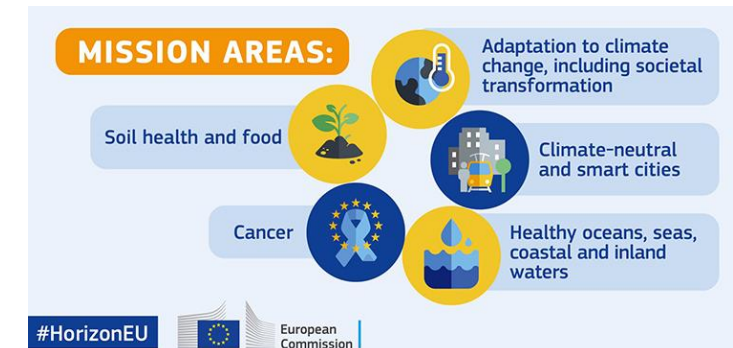 MISSION AREAS:
Adaptation to climate
change, including societal
transformation
Soil health and food
Climate-neutral
and smart cities
Cancer
Healthy oceans, seas,
coastal and inland
waters
#HorizonEU
European
Commission